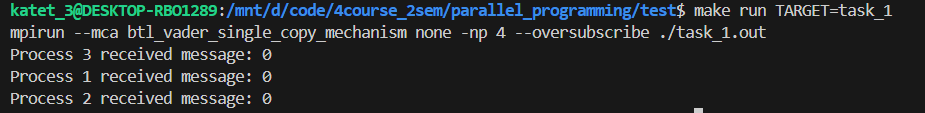 katet_3@DESKTOP-RBO1289:/mnt/d/code/4course_2sem/parallel_programming/test$ make run TARGET=task_1
mpirun --mca btl_vader_single_copy_mechanism none -np 4 --oversubscribe ./task_1.out
Process 3 received message: 0
Process 1 received message: 0
Process 2 received message: 0